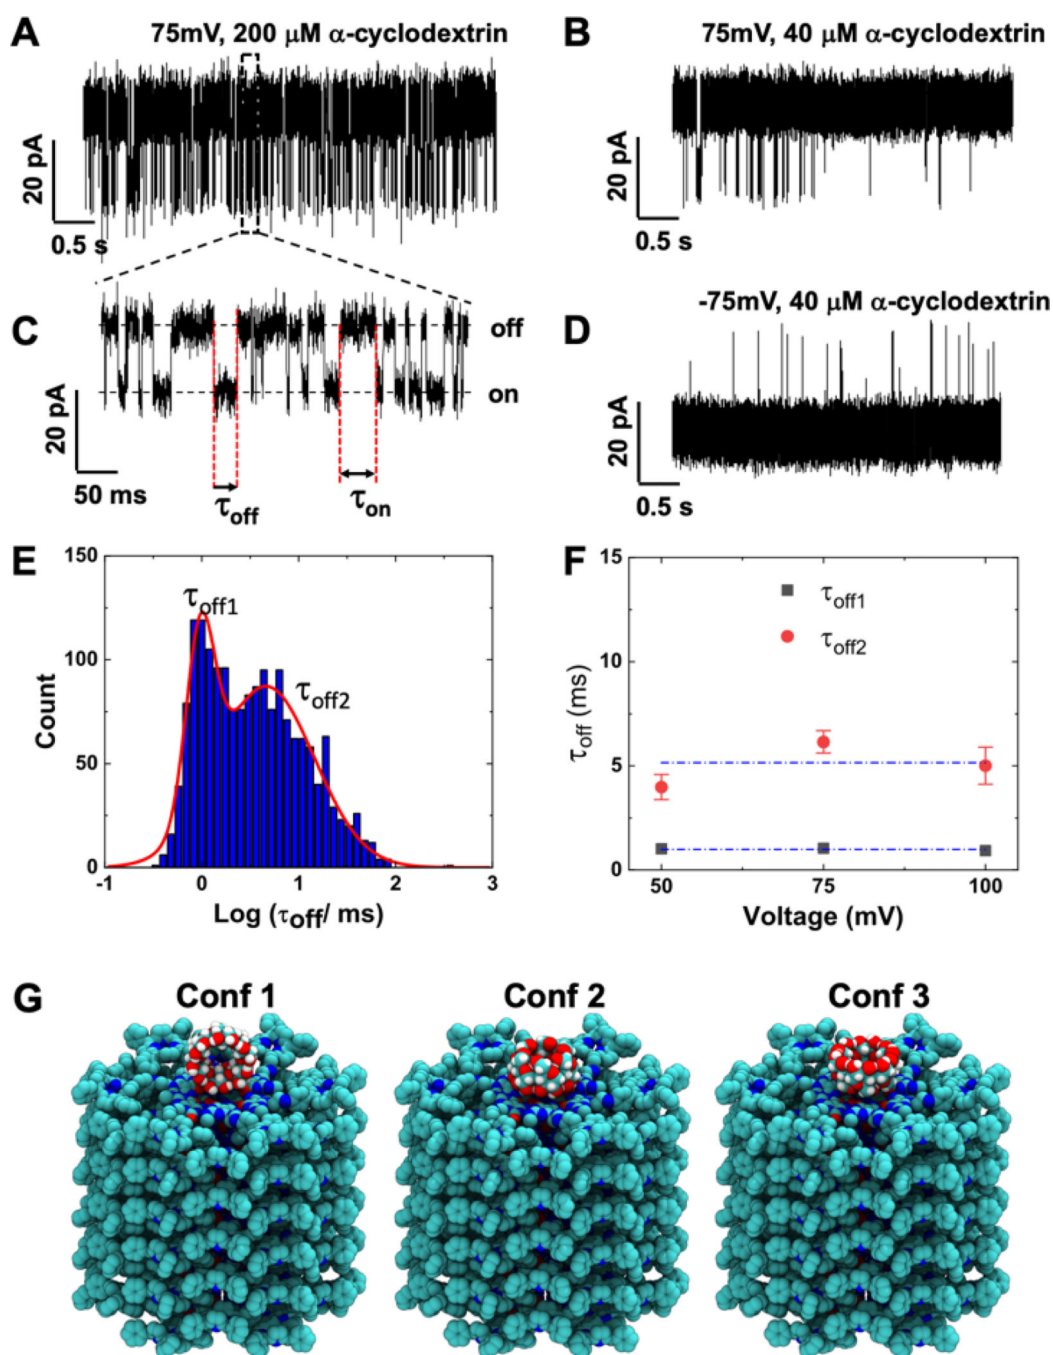 A
75mV, 200 μM α-cyclodextrin
20 pA
0.5 s
B
75mV, 40 μM α-cyclodextrin
20 pA
0.5 s
C
off
on
20 pA
50 ms
τoff
τon
D
-75mV, 40 μM α-cyclodextrin
20 pA
0.5 s
E
150
100
50
0
Count
τoff1
τoff2
-1 0 1 2 3
Log (τoff/ ms)
F
15
10
5
0
τoff (ms)
τoff1
τoff2
50 75 100
Voltage (mV)
G
Conf 1
Conf 2
Conf 3